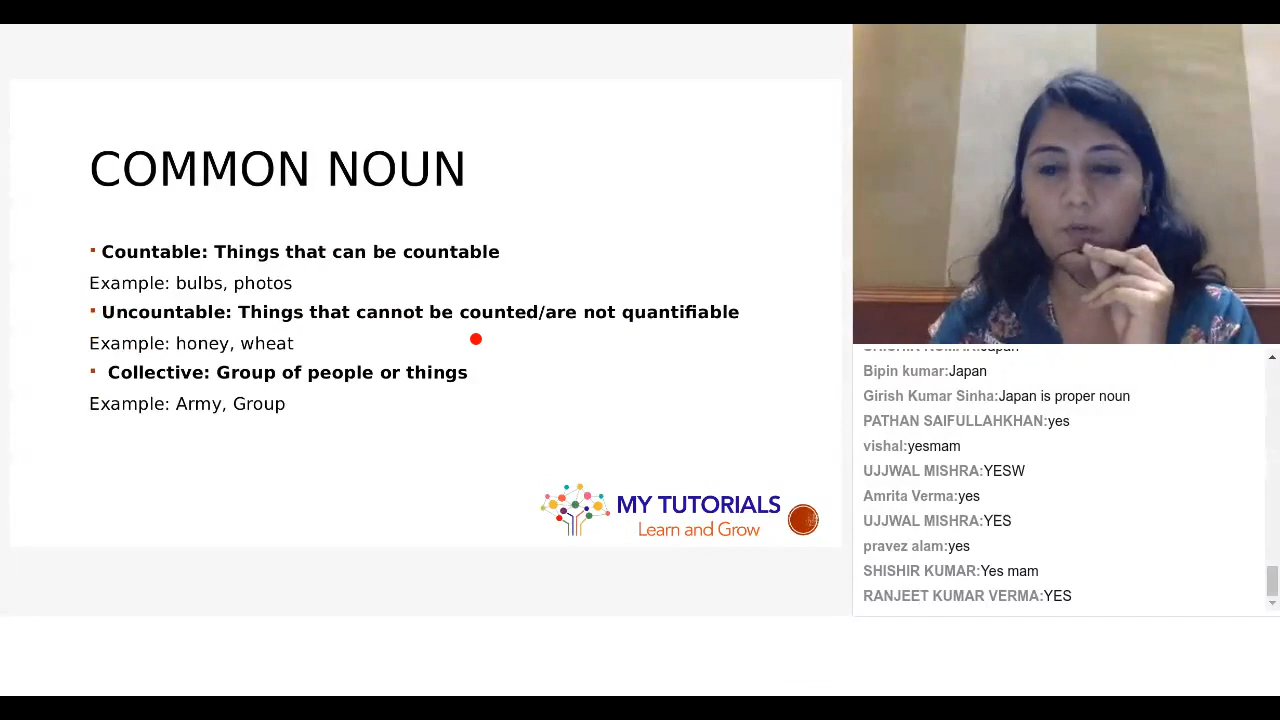 COMMON NOUN
▪ Countable: Things that can be countable
Example: bulbs, photos
▪ Uncountable: Things that cannot be counted/are not quantifiable
Example: honey, wheat
▪ Collective: Group of people or things
Example: Army, Group
MY TUTORIALS
Learn and Grow
SHISHIR KUMAR:Japan
Bipin kumar:Japan
Girish Kumar Sinha:Japan is proper noun
PATHAN SAIFULLAHKHAN:yes
vishal:yesmam
UJJWAL MISHRA:YESW
Amrita Verma:yes
UJJWAL MISHRA:YES
pravez alam:yes
SHISHIR KUMAR:Yes mam
RANJEET KUMAR VERMA:YES